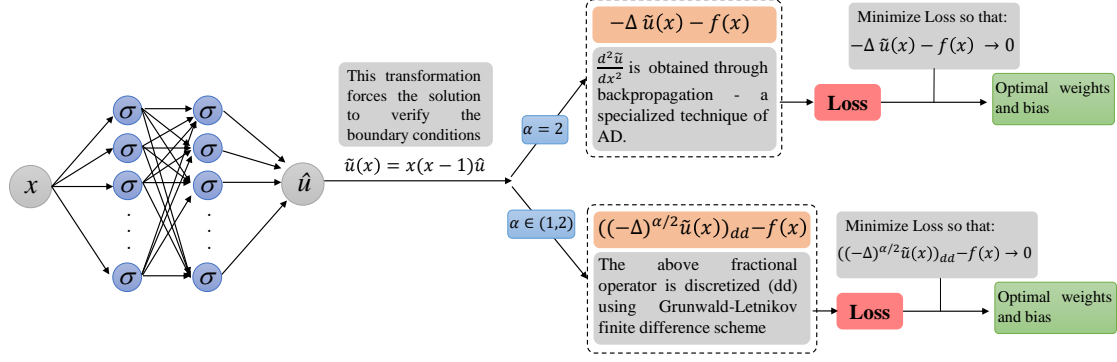 x
σ
σ
σ
σ
σ
σ
σ
σ
û
This transformation
forces the solution
to verify the
boundary conditions
ũ(x) = x(x − 1)û
α = 2
−Δ ũ(x) − f(x)
d²ũ/dx² is obtained through
backpropagation - a
specialized technique of
AD.
Loss
Minimize Loss so that:
−Δ ũ(x) − f(x) → 0
Optimal weights
and bias
α ∈ (1,2)
((−Δ)^{α/2} ũ(x))_{dd} − f(x)
The above fractional
operator is discretized (dd)
using Grunwald-Letnikov
finite difference scheme
Loss
Minimize Loss so that:
((−Δ)^{α/2} ũ(x))_{dd} − f(x) → 0
Optimal weights
and bias